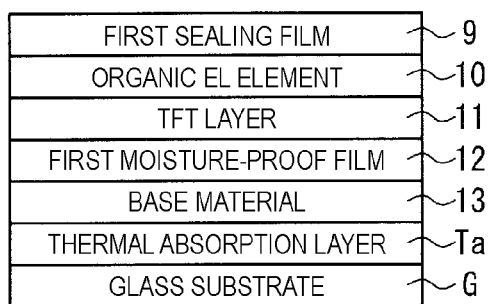 FIRST SEALING FILM 9
ORGANIC EL ELEMENT 10
TFT LAYER 11
FIRST MOISTURE-PROOF FILM 12
BASE MATERIAL 13
THERMAL ABSORPTION LAYER Ta
GLASS SUBSTRATE G